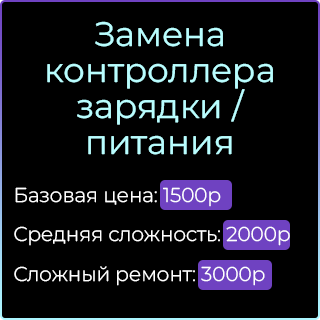 Замена
контроллера
зарядки /
питания
Базовая цена: 1500р
Средняя сложность: 2000р
Сложный ремонт: 3000р